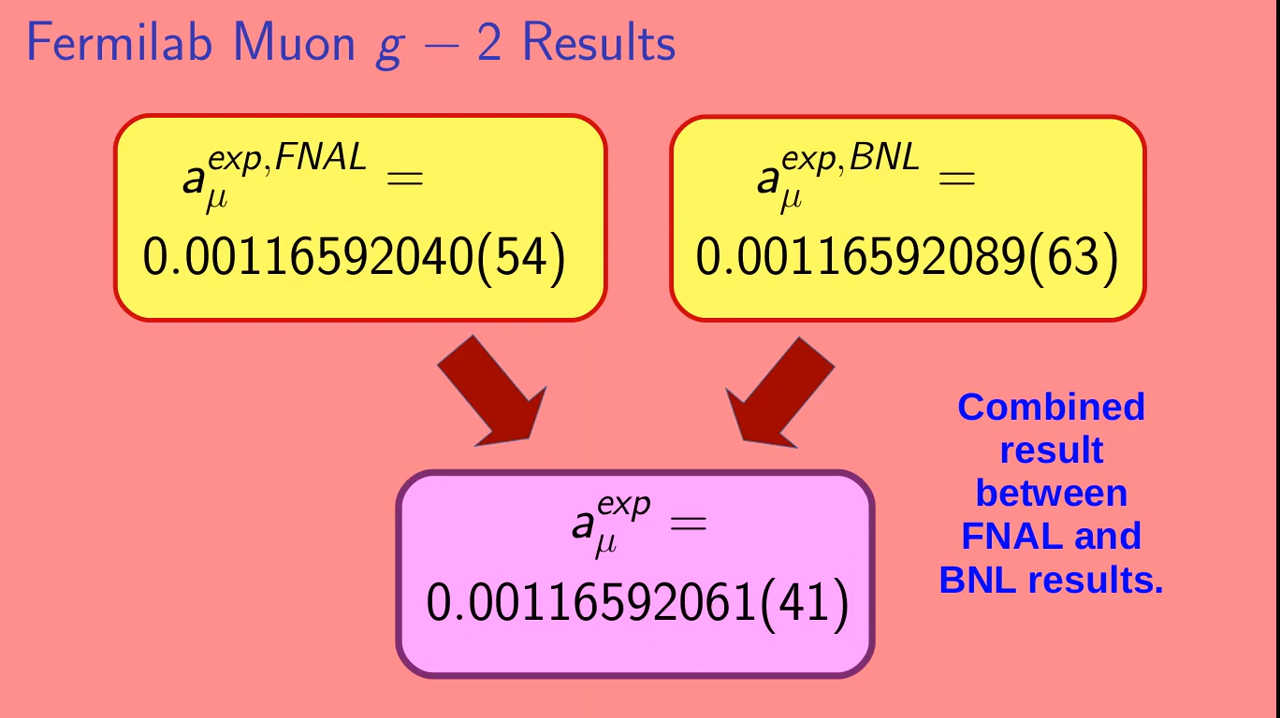 Fermilab Muon g − 2 Results
a_μ^{exp,FNAL} =
0.00116592040(54)
a_μ^{exp,BNL} =
0.00116592089(63)
a_μ^{exp} =
0.00116592061(41)
Combined
result
between
FNAL and
BNL results.